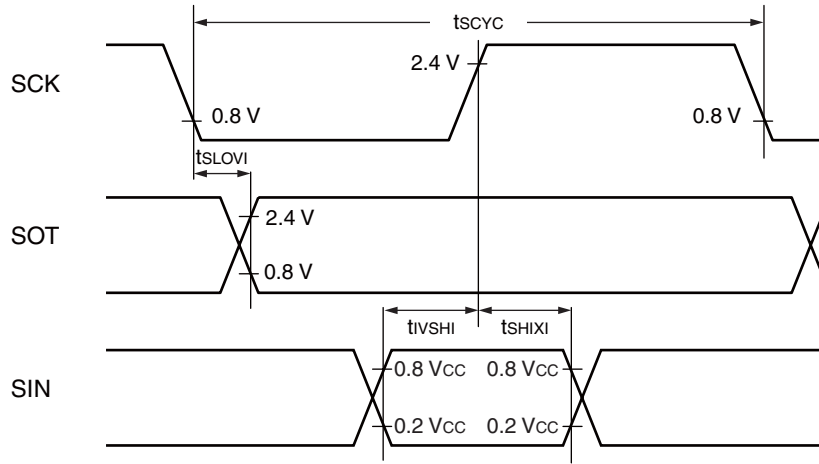 tSCYC
SCK
2.4 V
0.8 V
0.8 V
tSLOVI
SOT
2.4 V
0.8 V
tIVSHI
tSHIXI
SIN
0.8 VCC
0.8 VCC
0.2 VCC
0.2 VCC